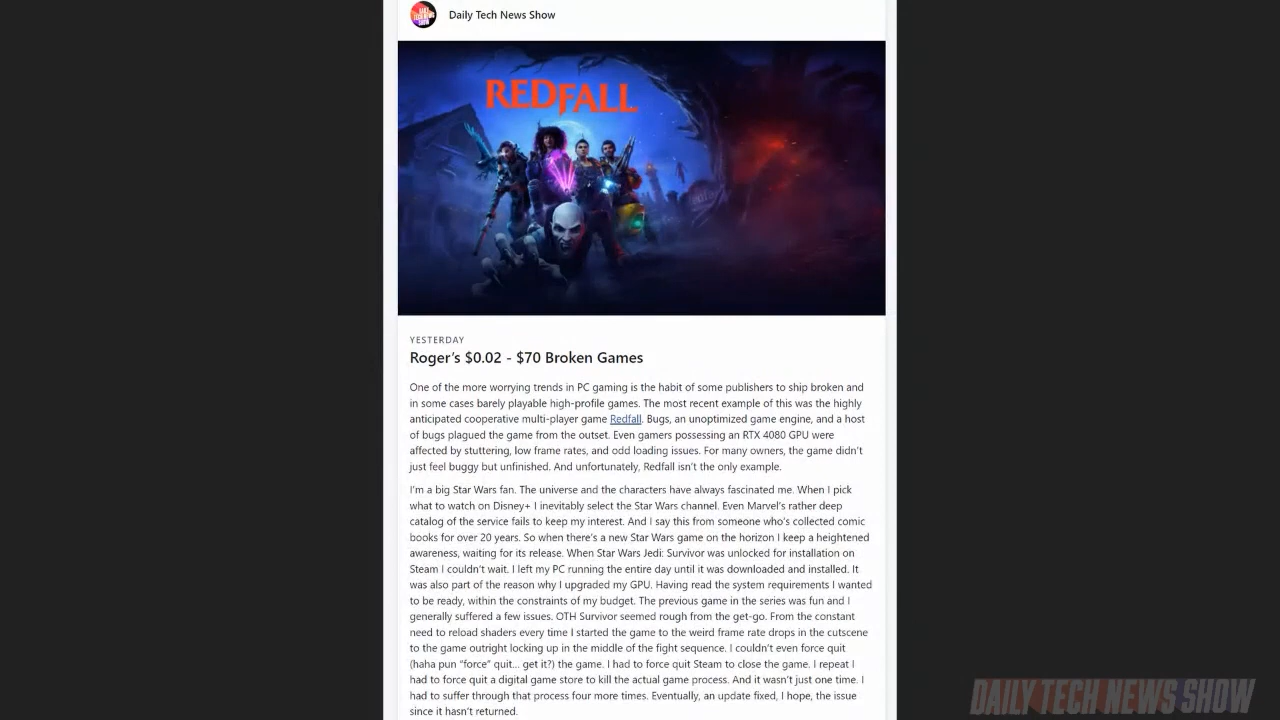 DAILY TECH NEWS SHOW
Daily Tech News Show
REDFALL
YESTERDAY
Roger's $0.02 - $70 Broken Games
One of the more worrying trends in PC gaming is the habit of some publishers to ship broken and
in some cases barely playable high-profile games. The most recent example of this was the highly
anticipated cooperative multi-player game Redfall. Bugs, an unoptimized game engine, and a host
of bugs plagued the game from the outset. Even gamers possessing an RTX 4080 GPU were
affected by stuttering, low frame rates, and odd loading issues. For many owners, the game didn't
just feel buggy but unfinished. And unfortunately, Redfall isn't the only example.
I'm a big Star Wars fan. The universe and the characters have always fascinated me. When I pick
what to watch on Disney+ I inevitably select the Star Wars channel. Even Marvel's rather deep
catalog of the service fails to keep my interest. And I say this from someone who's collected comic
books for over 20 years. So when there's a new Star Wars game on the horizon I keep a heightened
awareness, waiting for its release. When Star Wars Jedi: Survivor was unlocked for installation on
Steam I couldn't wait. I left my PC running the entire day until it was downloaded and installed. It
was also part of the reason why I upgraded my GPU. Having read the system requirements I wanted
to be ready, within the constraints of my budget. The previous game in the series was fun and I
generally suffered a few issues. OTH Survivor seemed rough from the get-go. From the constant
need to reload shaders every time I started the game to the weird frame rate drops in the cutscene
to the game outright locking up in the middle of the fight sequence. I couldn't even force quit
(haha pun "force" quit... get it?) the game. I had to force quit Steam to close the game. I repeat I
had to force quit a digital game store to kill the actual game process. And it wasn't just one time. I
had to suffer through that process four more times. Eventually, an update fixed, I hope, the issue
since it hasn't returned.
DAILY TECH NEWS SHOW